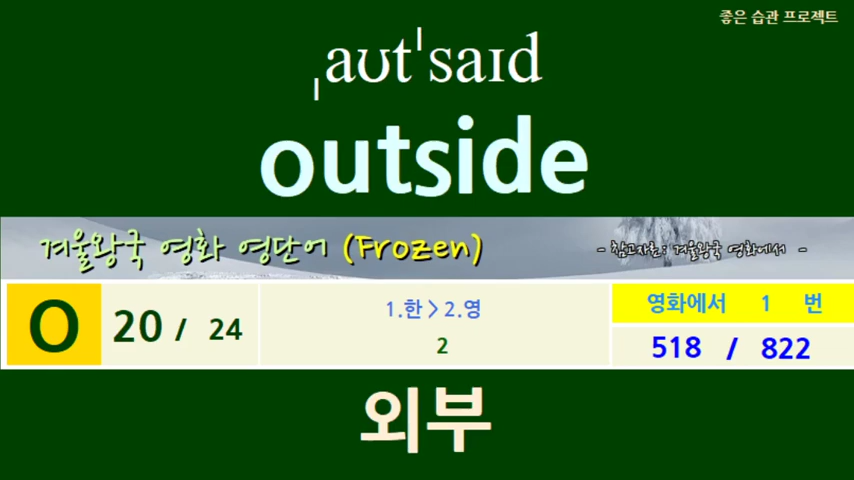 좋은 습관 프로젝트
ˌaʊtˈsaɪd
outside
겨울왕국 영화 영단어 (Frozen)
- 참고자료: 겨울왕국 영화에서 -
O 20 / 24
1.한 > 2.영
2
영화에서 1 번
518 / 822
외부